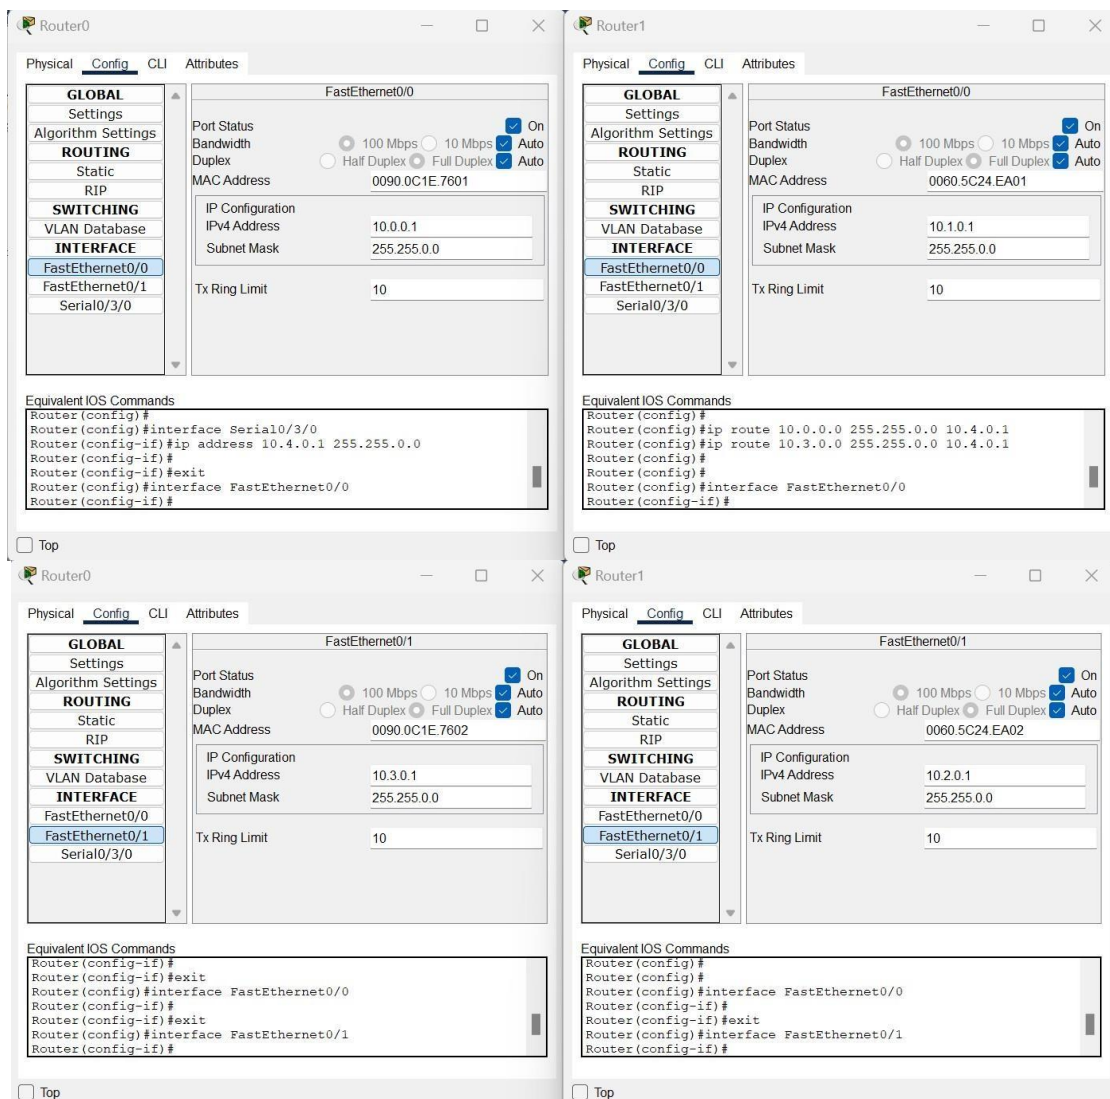 Router0
Physical Config CLI Attributes
GLOBAL
Settings
Algorithm Settings
ROUTING
Static
RIP
SWITCHING
VLAN Database
INTERFACE
FastEthernet0/0
FastEthernet0/1
Serial0/3/0
FastEthernet0/0
Port Status On
Bandwidth 100 Mbps 10 Mbps Auto
Duplex Half Duplex Full Duplex Auto
MAC Address 0090.0C1E.7601
IP Configuration
IPv4 Address 10.0.0.1
Subnet Mask 255.255.0.0
Tx Ring Limit 10
Equivalent IOS Commands
Router(config)#
Router(config)#interface Serial0/3/0
Router(config-if)#ip address 10.4.0.1 255.255.0.0
Router(config-if)#
Router(config-if)#exit
Router(config)#interface FastEthernet0/0
Router(config-if)#
Top
Router1
Physical Config CLI Attributes
GLOBAL
Settings
Algorithm Settings
ROUTING
Static
RIP
SWITCHING
VLAN Database
INTERFACE
FastEthernet0/0
FastEthernet0/1
Serial0/3/0
FastEthernet0/0
Port Status On
Bandwidth 100 Mbps 10 Mbps Auto
Duplex Half Duplex Full Duplex Auto
MAC Address 0060.5C24.EA01
IP Configuration
IPv4 Address 10.1.0.1
Subnet Mask 255.255.0.0
Tx Ring Limit 10
Equivalent IOS Commands
Router(config)#
Router(config)#ip route 10.0.0.0 255.255.0.0 10.4.0.1
Router(config)#ip route 10.3.0.0 255.255.0.0 10.4.0.1
Router(config)#
Router(config)#
Router(config)#interface FastEthernet0/0
Router(config-if)#
Top
Router0
Physical Config CLI Attributes
GLOBAL
Settings
Algorithm Settings
ROUTING
Static
RIP
SWITCHING
VLAN Database
INTERFACE
FastEthernet0/0
FastEthernet0/1
Serial0/3/0
FastEthernet0/1
Port Status On
Bandwidth 100 Mbps 10 Mbps Auto
Duplex Half Duplex Full Duplex Auto
MAC Address 0090.0C1E.7602
IP Configuration
IPv4 Address 10.3.0.1
Subnet Mask 255.255.0.0
Tx Ring Limit 10
Equivalent IOS Commands
Router(config-if)#
Router(config-if)#exit
Router(config)#interface FastEthernet0/0
Router(config-if)#
Router(config-if)#exit
Router(config)#interface FastEthernet0/1
Router(config-if)#
Top
Router1
Physical Config CLI Attributes
GLOBAL
Settings
Algorithm Settings
ROUTING
Static
RIP
SWITCHING
VLAN Database
INTERFACE
FastEthernet0/0
FastEthernet0/1
Serial0/3/0
FastEthernet0/1
Port Status On
Bandwidth 100 Mbps 10 Mbps Auto
Duplex Half Duplex Full Duplex Auto
MAC Address 0060.5C24.EA02
IP Configuration
IPv4 Address 10.2.0.1
Subnet Mask 255.255.0.0
Tx Ring Limit 10
Equivalent IOS Commands
Router(config)#
Router(config)#
Router(config)#interface FastEthernet0/0
Router(config-if)#
Router(config-if)#exit
Router(config)#interface FastEthernet0/1
Router(config-if)#
Top